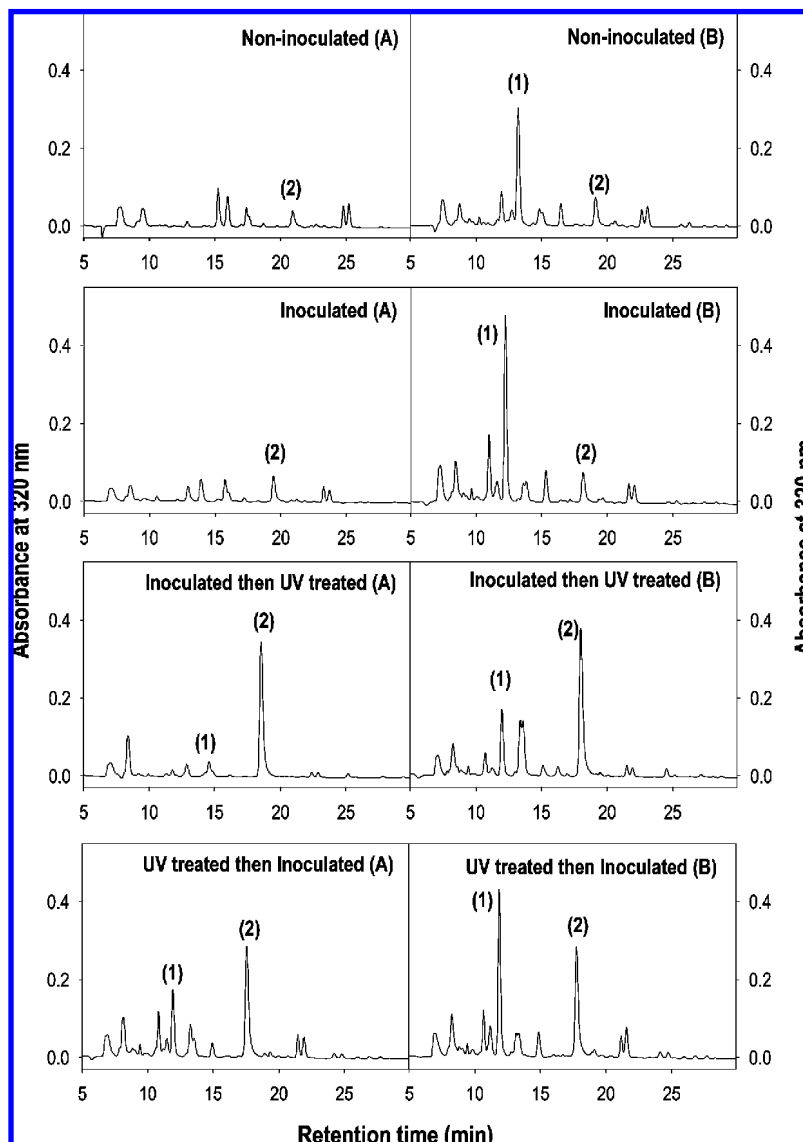 Non-inoculated (A)
0.4
0.2
0.0
(2)
5 10 15 20 25
Non-inoculated (B)
(1)
(2)
0.4
0.2
0.0
5 10 15 20 25
Inoculated (A)
0.4
0.2
0.0
(2)
5 10 15 20 25
Inoculated (B)
(1)
(2)
0.4
0.2
0.0
5 10 15 20 25
Inoculated then UV treated (A)
0.4
0.2
0.0
(1)
(2)
5 10 15 20 25
Inoculated then UV treated (B)
(1)
(2)
0.4
0.2
0.0
5 10 15 20 25
UV treated then Inoculated (A)
0.4
0.2
0.0
(1)
(2)
5 10 15 20 25
UV treated then Inoculated (B)
(1)
(2)
0.4
0.2
0.0
5 10 15 20 25
Absorbance at 320 nm
Absorbance at 320 nm
Retention time (min)